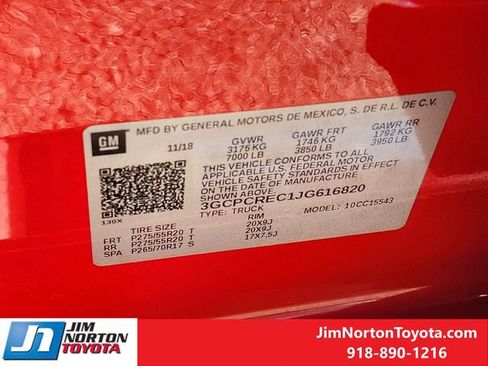 GM
MFD BY GENERAL MOTORS DE MEXICO, S. DE R.L. DE C.V.
11/18 GVWR GAWR FRT GAWR RR
3175 KG 1746 KG 1792 KG
7000 LB 3850 LB 3950 LB
THIS VEHICLE CONFORMS TO ALL
APPLICABLE U.S. FEDERAL MOTOR
VEHICLE SAFETY STANDARDS IN EFFECT
ON THE DATE OF MANUFACTURE
SHOWN ABOVE.
3GCPCREC1JG616820
TYPE: TRUCK MODEL: 10CC15543
130X
TIRE SIZE RIM
FRT P275/55R20 T 20X9J
RR P275/55R20 T 20X9J
SPA P265/70R17 S 17X7.5J
JIM NORTON
TOYOTA
JimNortonToyota.com
918-890-1216